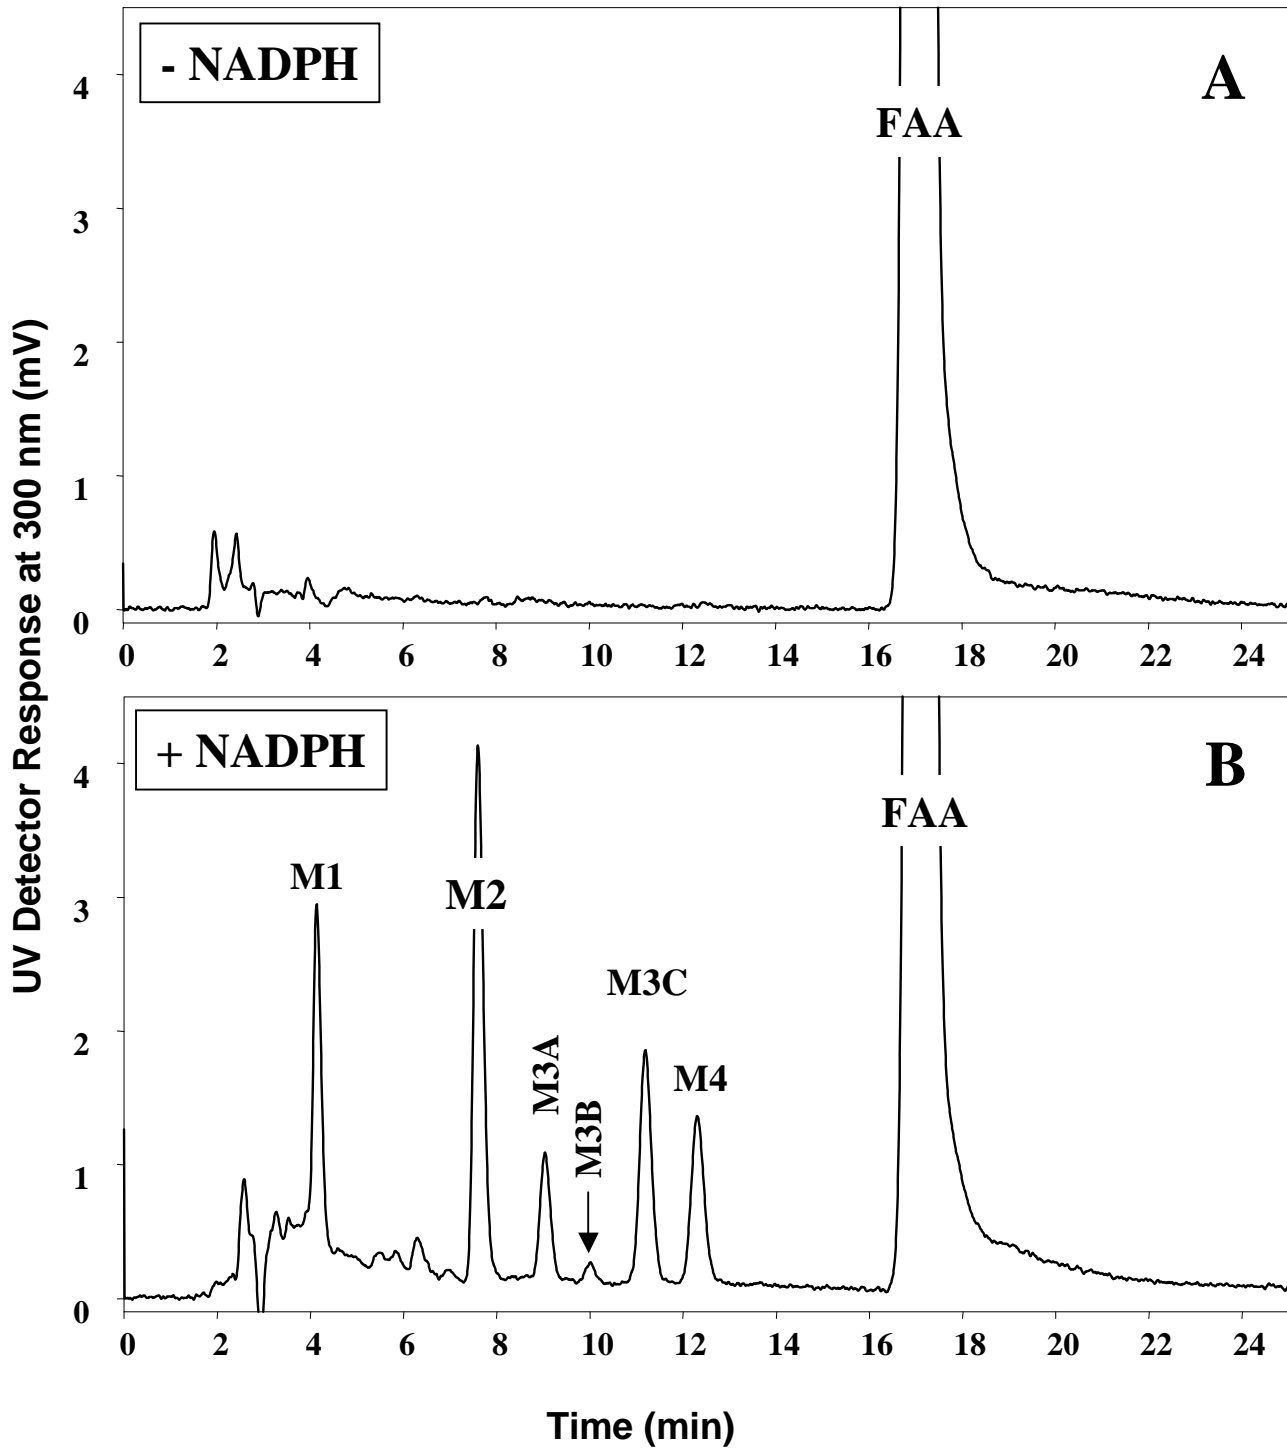 - NADPH
A
FAA
4
3
2
1
0
0 2 4 6 8 10 12 14 16 18 20 22 24
UV Detector Response at 300 nm (mV)
+ NADPH
B
FAA
M1
M2
M3A
M3B
M3C
M4
4
3
2
1
0
0 2 4 6 8 10 12 14 16 18 20 22 24
Time (min)